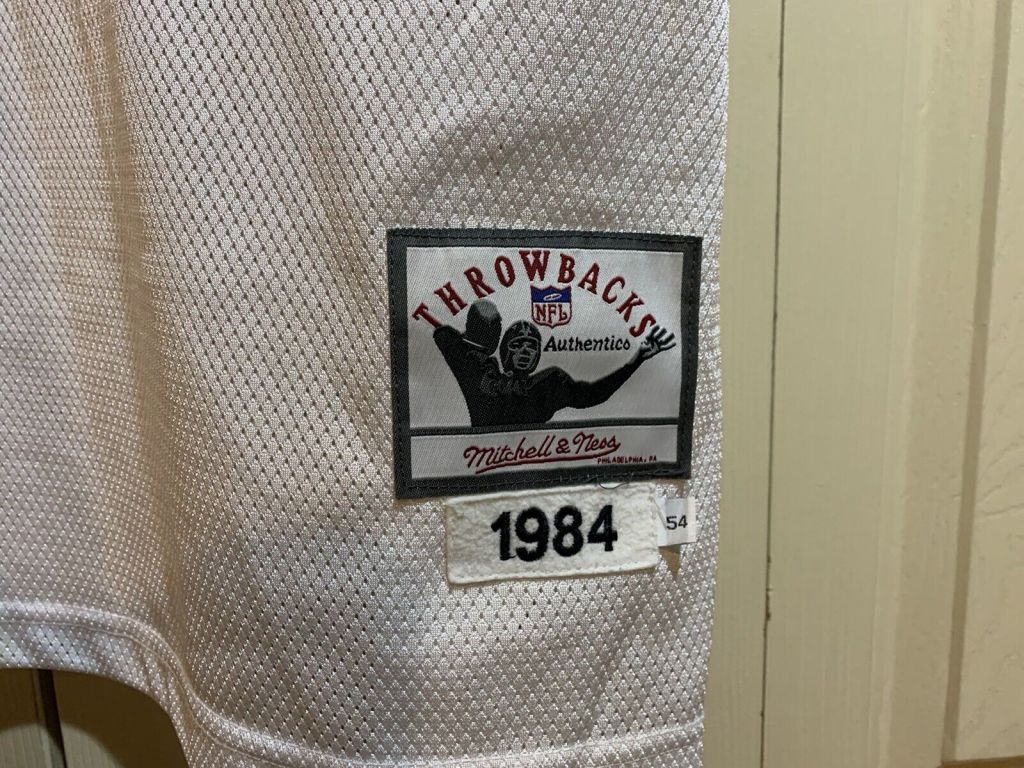 THROWBACKS
NFL
Authentics
Mitchell & Ness
PHILADELPHIA, PA
1984
54